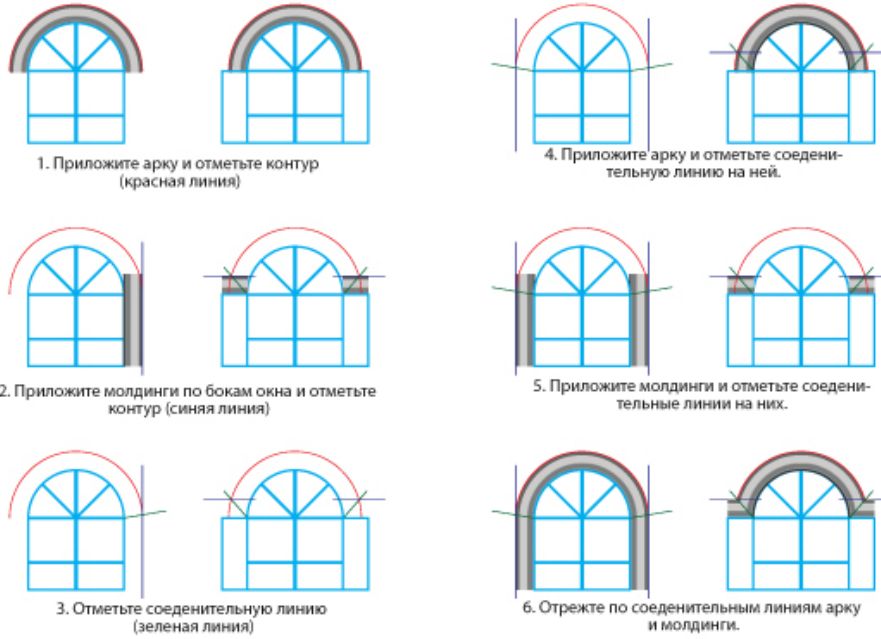 1. Приложите арку и отметьте контур
(красная линия)
2. Приложите молдинги по бокам окна и отметьте
контур (синяя линия)
3. Отметьте соеденительную линию
(зеленая линия)
4. Приложите арку и отметьте соедени-
тельную линию на ней.
5. Приложите молдинги и отметьте соедени-
тельные линии на них.
6. Отрежте по соеденительным линиям арку
и молдинги.